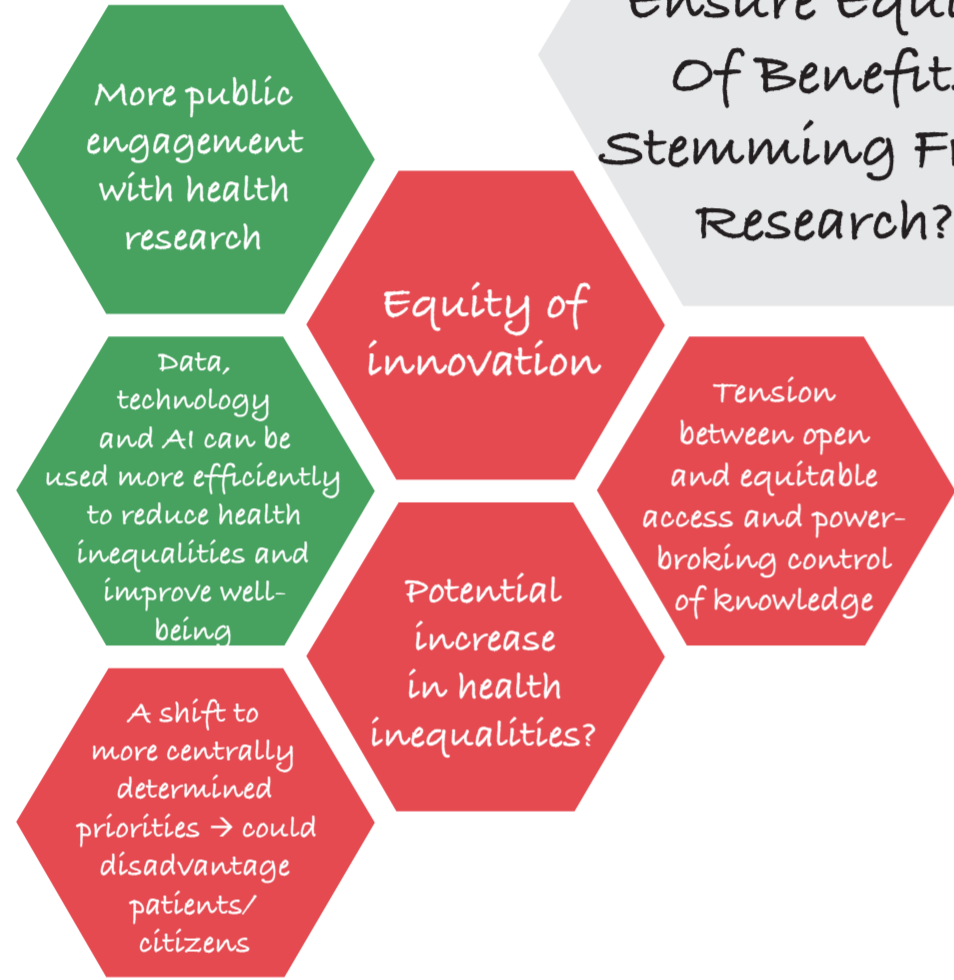 Of Benefits
Stemming
Research?
More public
engagement
with health
research
Equity of
innovation
Data,
technology
and AI can be
used more efficiently
to reduce health
inequalities and
improve well-
being
Tension
between open
and equitable
access and power-
broking control
of knowledge
Potential
increase
in health
inequalities?
A shift to
more centrally
determined
priorities → could
disadvantage
patients/
citizens